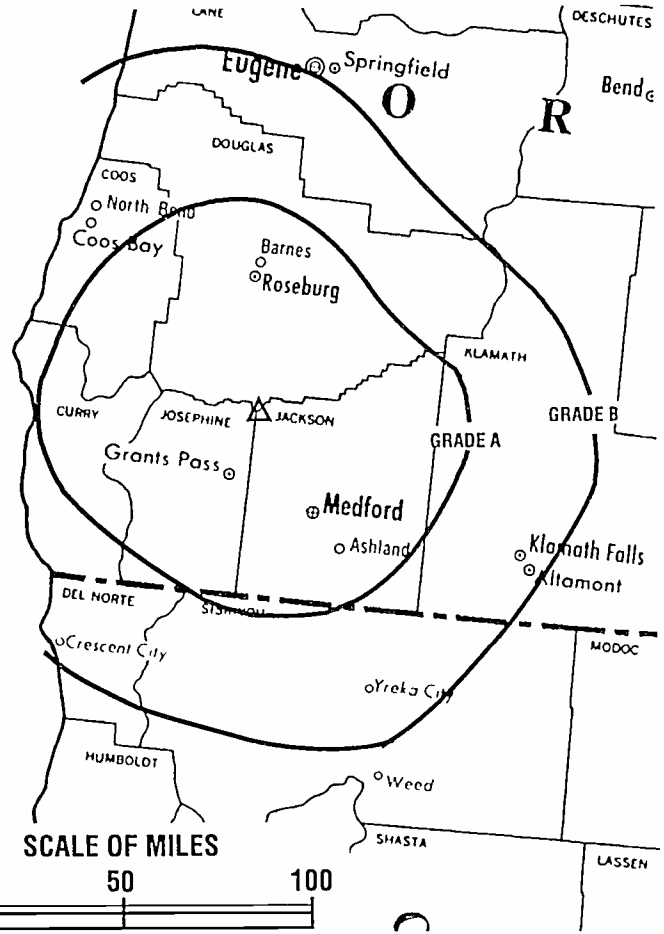 LANE
DESCHUTES
Eugene
Springfield
Bend
O
R
DOUGLAS
COOS
North Bend
Coos Bay
Barnes
Roseburg
KLAMATH
CURRY
JOSEPHINE
JACKSON
GRADE B
GRADE A
Grants Pass
Medford
Ashland
Klamath Falls
Altamont
DEL NORTE
SISKIYOU
MODOC
Crescent City
Yreka City
HUMBOLDT
Weed
SCALE OF MILES
SHASTA
LASSEN
50
100